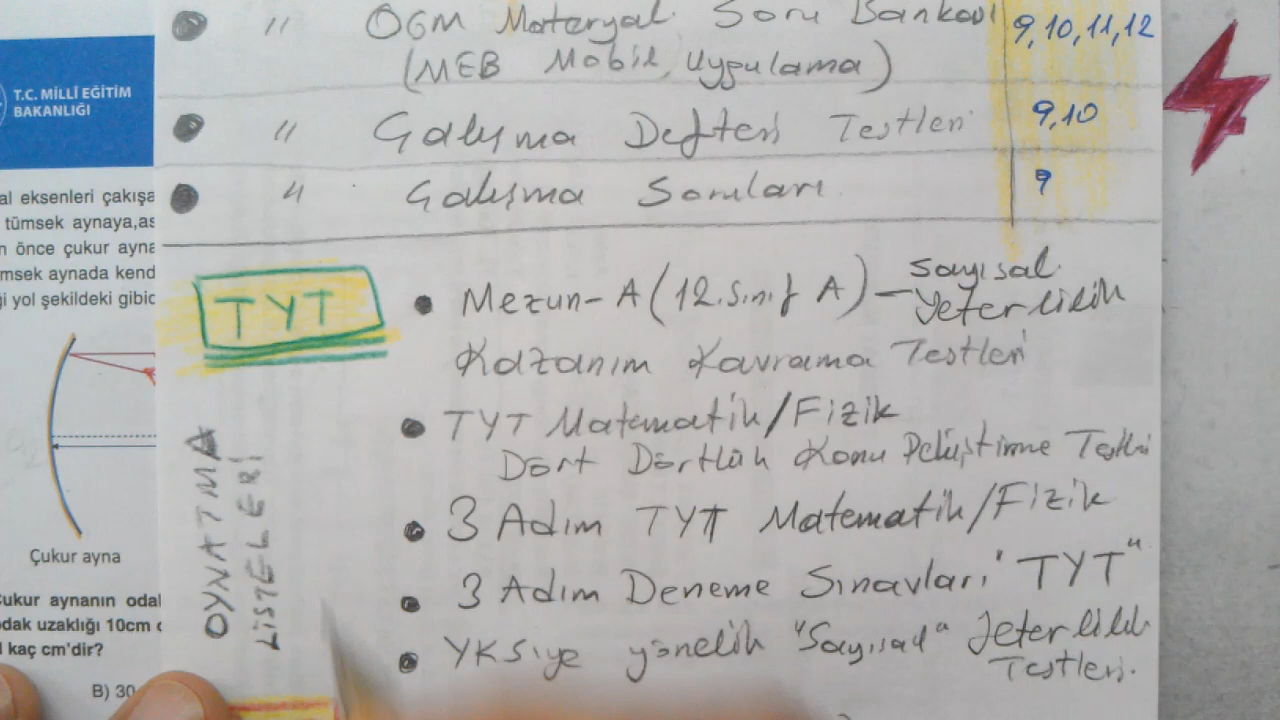 " OGM Materyal Soru Bankası 9,10,11,12
(MEB Mobil Uygulama)
" Çalışma Defteri Testleri 9,10
" Çalışma Soruları 9
T.C. MİLLÎ EĞİTİM
BAKANLIĞI
al eksenleri çakışa
tümsek aynaya,as
n önce çukur ayna
msek aynada kend
ği yol şekildeki gibic
Çukur ayna
Çukur aynanın odal
odak uzaklığı 10cm
kaç cm'dir?
B) 30
TYT
OYNATMA
LİSTELERİ
• Mezun-A (12.Sınıf A) - Sayısal
Yeterlilik
Kazanım Kavrama Testleri
• TYT Matematik/Fizik
Dört Dörtlük Konu Pekiştirme Testleri
• 3 Adım TYT Matematik/Fizik
• 3 Adım Deneme Sınavları "TYT"
• YKS'ye yönelik "Sayısal" Yeterlilik
Testleri.